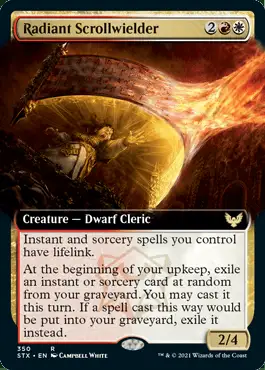 Radiant Scrollwielder 2
Creature — Dwarf Cleric
Instant and sorcery spells you control
have lifelink.
At the beginning of your upkeep, exile
an instant or sorcery card at random
from your graveyard. You may cast
it this turn. If a spell cast this way would
be put into your graveyard, exile it
instead.
2/4
350 R
STX • EN CAMPBELL WHITE
™ & © 2021 Wizards of the Coast